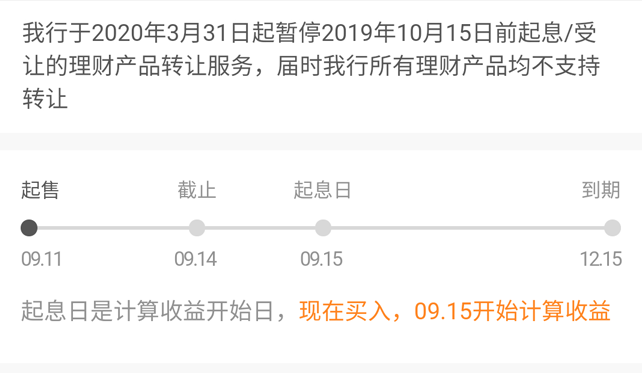 我行于2020年3月31日起暂停2019年10月15日前起息/受
让的理财产品转让服务，届时我行所有理财产品均不支持
转让
起售 截止 起息日 到期
09.11 09.14 09.15 12.15
起息日是计算收益开始日，现在买入，09.15开始计算收益